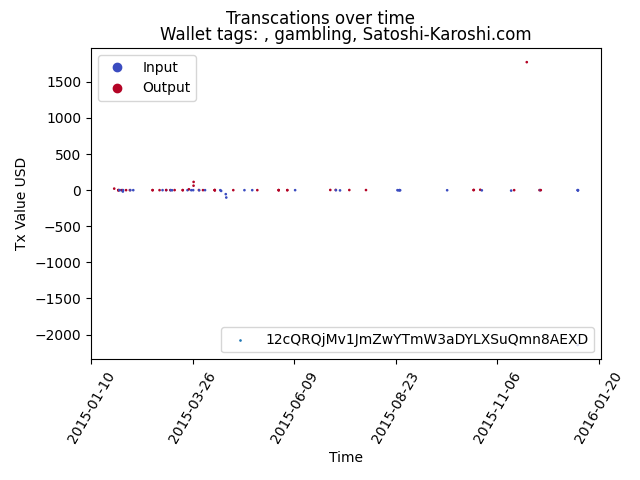 Transcations over time
Wallet tags: , gambling, Satoshi-Karoshi.com
Input
Output
1500
1000
500
0
−500
−1000
−1500
−2000
Tx Value USD
12cQRQjMv1JmZwYTmW3aDYLXSuQmn8AEXD
2015-01-10
2015-03-26
2015-06-09
2015-08-23
2015-11-06
2016-01-20
Time